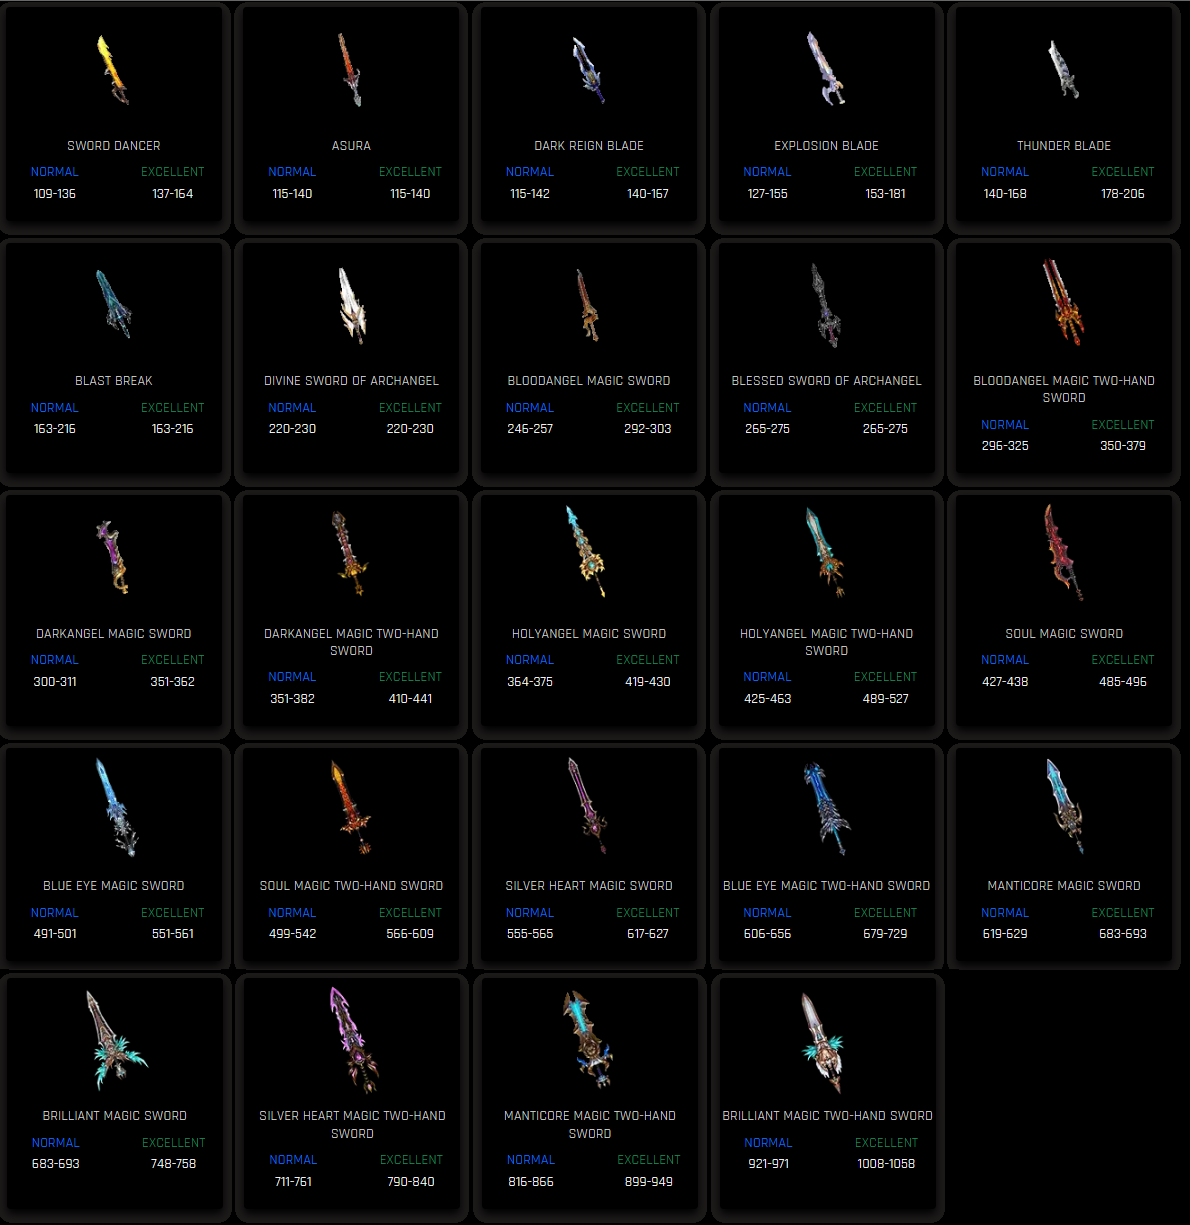 SWORD DANCER
NORMAL EXCELLENT
109-136 137-164
ASURA
NORMAL EXCELLENT
115-140 115-140
DARK REIGN BLADE
NORMAL EXCELLENT
115-142 140-167
EXPLOSION BLADE
NORMAL EXCELLENT
127-155 153-181
THUNDER BLADE
NORMAL EXCELLENT
140-168 178-206
BLAST BREAK
NORMAL EXCELLENT
163-216 163-216
DIVINE SWORD OF ARCHANGEL
NORMAL EXCELLENT
220-230 220-230
BLOODANGEL MAGIC SWORD
NORMAL EXCELLENT
246-257 292-303
BLESSED SWORD OF ARCHANGEL
NORMAL EXCELLENT
265-275 265-275
BLOODANGEL MAGIC TWO-HAND
SWORD
NORMAL EXCELLENT
296-325 350-379
DARKANGEL MAGIC SWORD
NORMAL EXCELLENT
300-311 351-362
DARKANGEL MAGIC TWO-HAND
SWORD
NORMAL EXCELLENT
351-382 410-441
HOLYANGEL MAGIC SWORD
NORMAL EXCELLENT
364-375 419-430
HOLYANGEL MAGIC TWO-HAND
SWORD
NORMAL EXCELLENT
425-463 489-527
SOUL MAGIC SWORD
NORMAL EXCELLENT
427-438 485-496
BLUE EYE MAGIC SWORD
NORMAL EXCELLENT
491-501 551-561
SOUL MAGIC TWO-HAND SWORD
NORMAL EXCELLENT
499-542 566-609
SILVER HEART MAGIC SWORD
NORMAL EXCELLENT
555-565 617-627
BLUE EYE MAGIC TWO-HAND SWORD
NORMAL EXCELLENT
606-656 679-729
MANTICORE MAGIC SWORD
NORMAL EXCELLENT
619-629 683-693
BRILLIANT MAGIC SWORD
NORMAL EXCELLENT
683-693 748-758
SILVER HEART MAGIC TWO-HAND
SWORD
NORMAL EXCELLENT
711-761 790-840
MANTICORE MAGIC TWO-HAND
SWORD
NORMAL EXCELLENT
816-866 899-949
BRILLIANT MAGIC TWO-HAND SWORD
NORMAL EXCELLENT
921-971 1008-1058